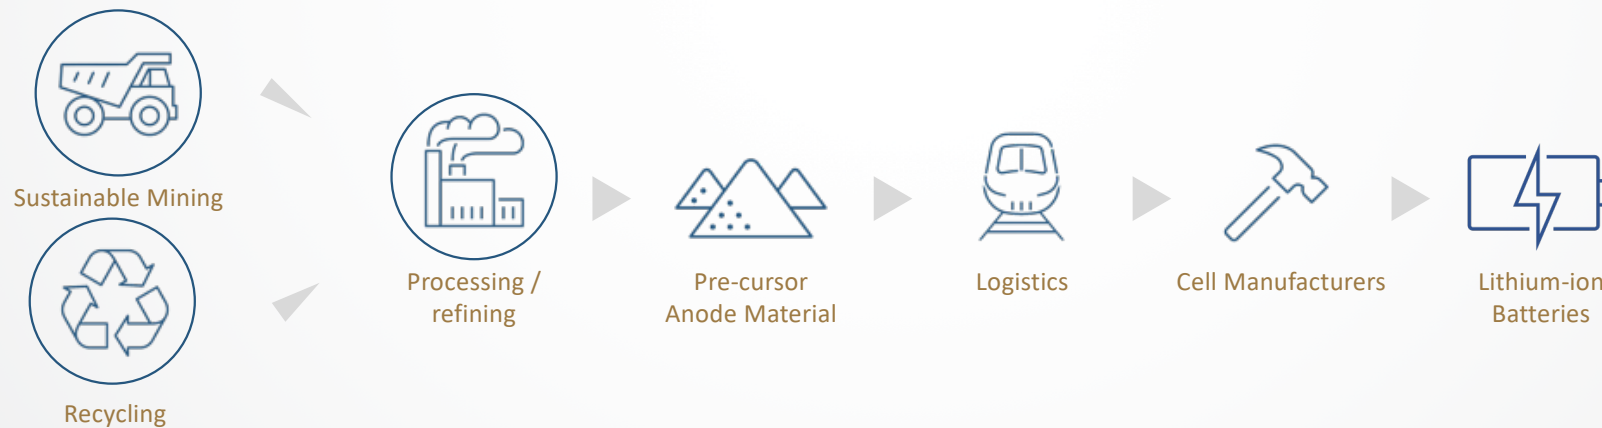 Sustainable Mining
Recycling
Processing /
refining
Pre-cursor
Anode Material
Logistics
Cell Manufacturers
Lithium-ion
Batteries